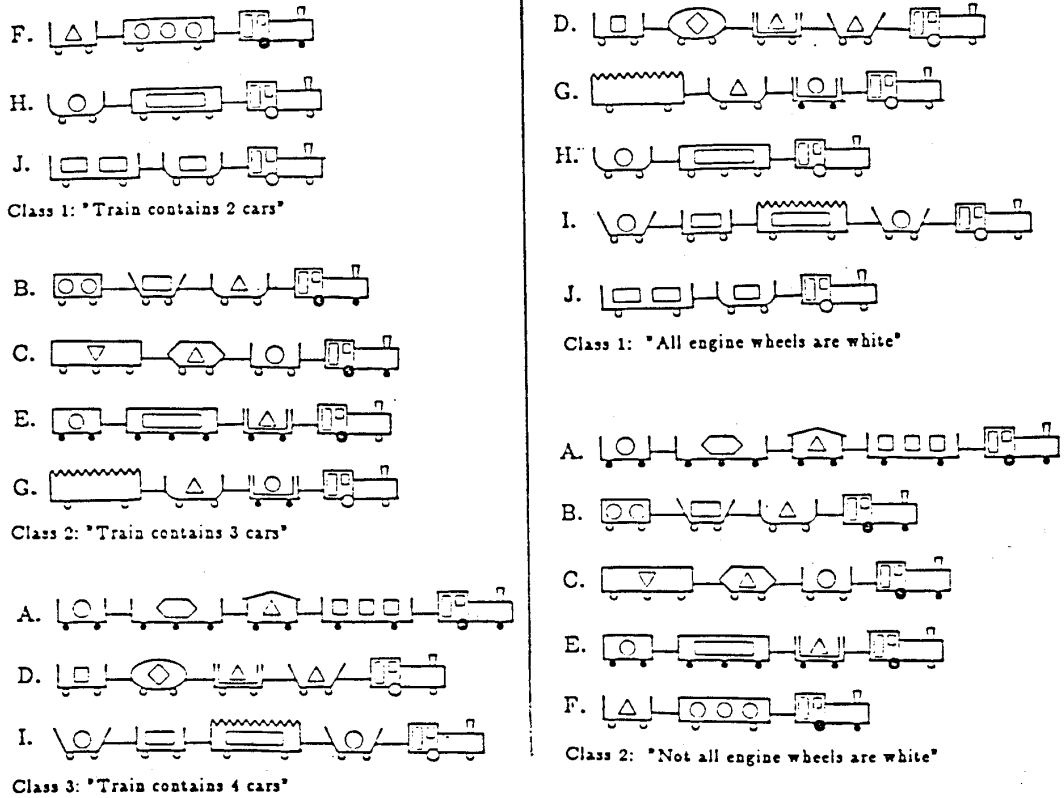 F.
H.
J.
Class 1: "Train contains 2 cars"
B.
C.
E.
G.
Class 2: "Train contains 3 cars"
A.
D.
I.
Class 3: "Train contains 4 cars"
D.
G.
H.
I.
J.
Class 1: "All engine wheels are white"
A.
B.
C.
E.
F.
Class 2: "Not all engine wheels are white"